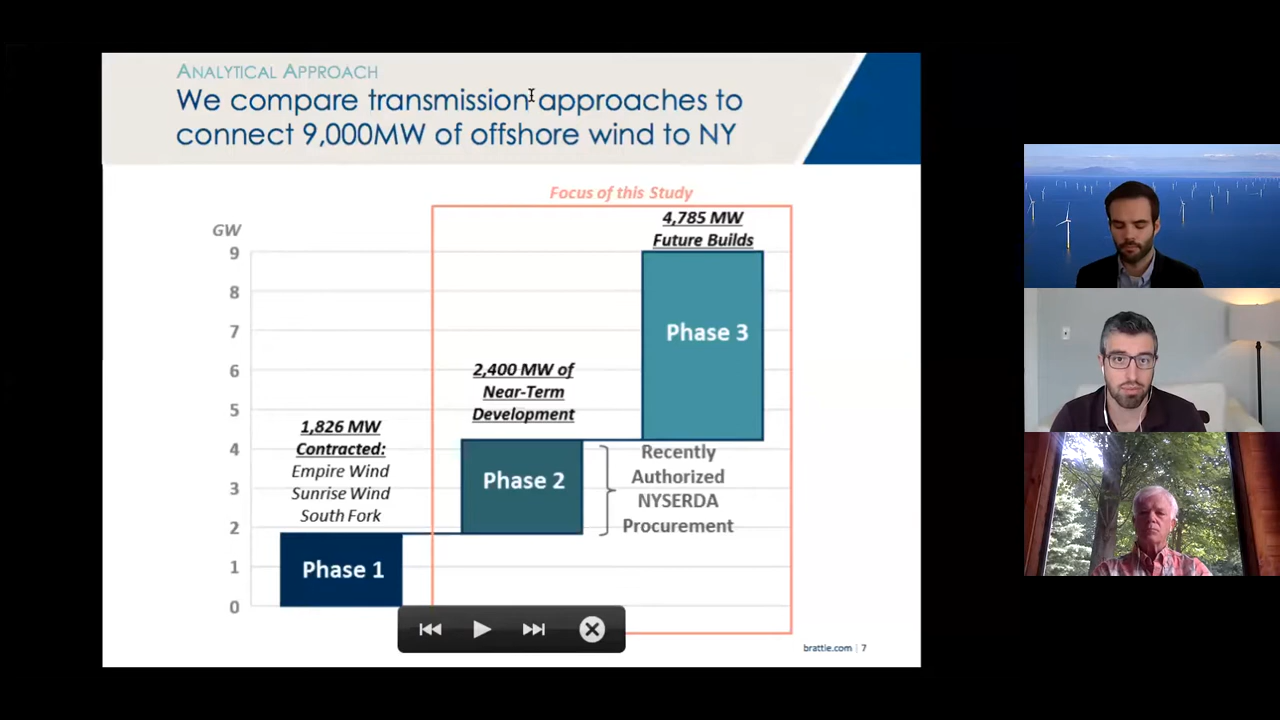 ANALYTICAL APPROACH
We compare transmission approaches to
connect 9,000MW of offshore wind to NY
Focus of this Study
GW
9
8
7
6
5
4
3
2
1
0
1,826 MW
Contracted:
Empire Wind
Sunrise Wind
South Fork
Phase 1
2,400 MW of
Near-Term
Development
Phase 2
4,785 MW
Future Builds
Phase 3
Recently
Authorized
NYSERDA
Procurement
brattle.com | 7